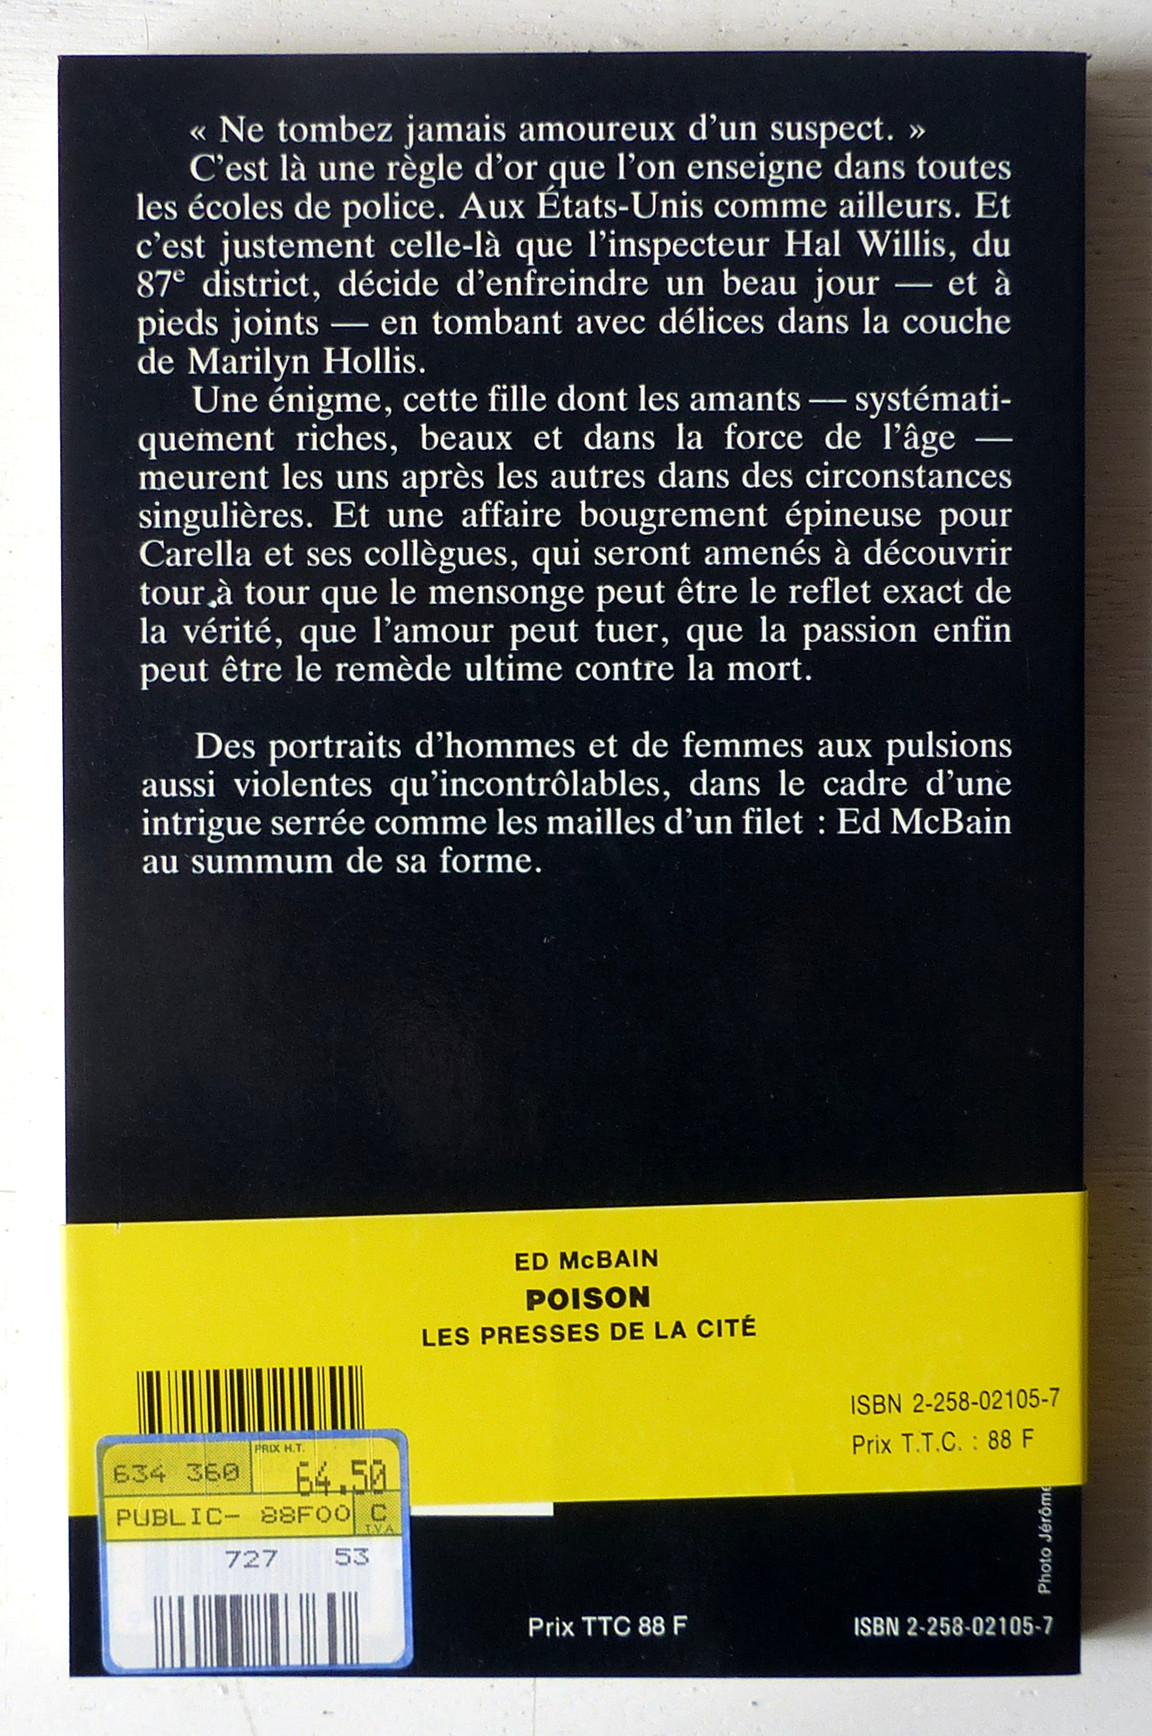 « Ne tombez jamais amoureux d’un suspect. »
C’est là une règle d’or que l’on enseigne dans toutes
les écoles de police. Aux États-Unis comme ailleurs. Et
c’est justement celle-là que l’inspecteur Hal Willis, du
87e district, décide d’enfreindre un beau jour — et à
pieds joints — en tombant avec délices dans la couche
de Marilyn Hollis.
Une énigme, cette fille dont les amants — systémati-
quement riches, beaux et dans la force de l’âge —
meurent les uns après les autres dans des circonstances
singulières. Et une affaire bougrement épineuse pour
Carella et ses collègues, qui seront amenés à découvrir
tour à tour que le mensonge peut être le reflet exact de
la vérité, que l’amour peut tuer, que la passion enfin
peut être le remède ultime contre la mort.
Des portraits d’hommes et de femmes aux pulsions
aussi violentes qu’incontrôlables, dans le cadre d’une
intrigue serrée comme les mailles d’un filet : Ed McBain
au summum de sa forme.
ED McBAIN
POISON
LES PRESSES DE LA CITÉ
ISBN 2-258-02105-7
Prix T.T.C. : 88 F
PRIX H.T.
634 360 64.50
PUBLIC- 88F00 C
T.V.A
727 53
Photo Jérôme
Prix TTC 88 F
ISBN 2-258-02105-7